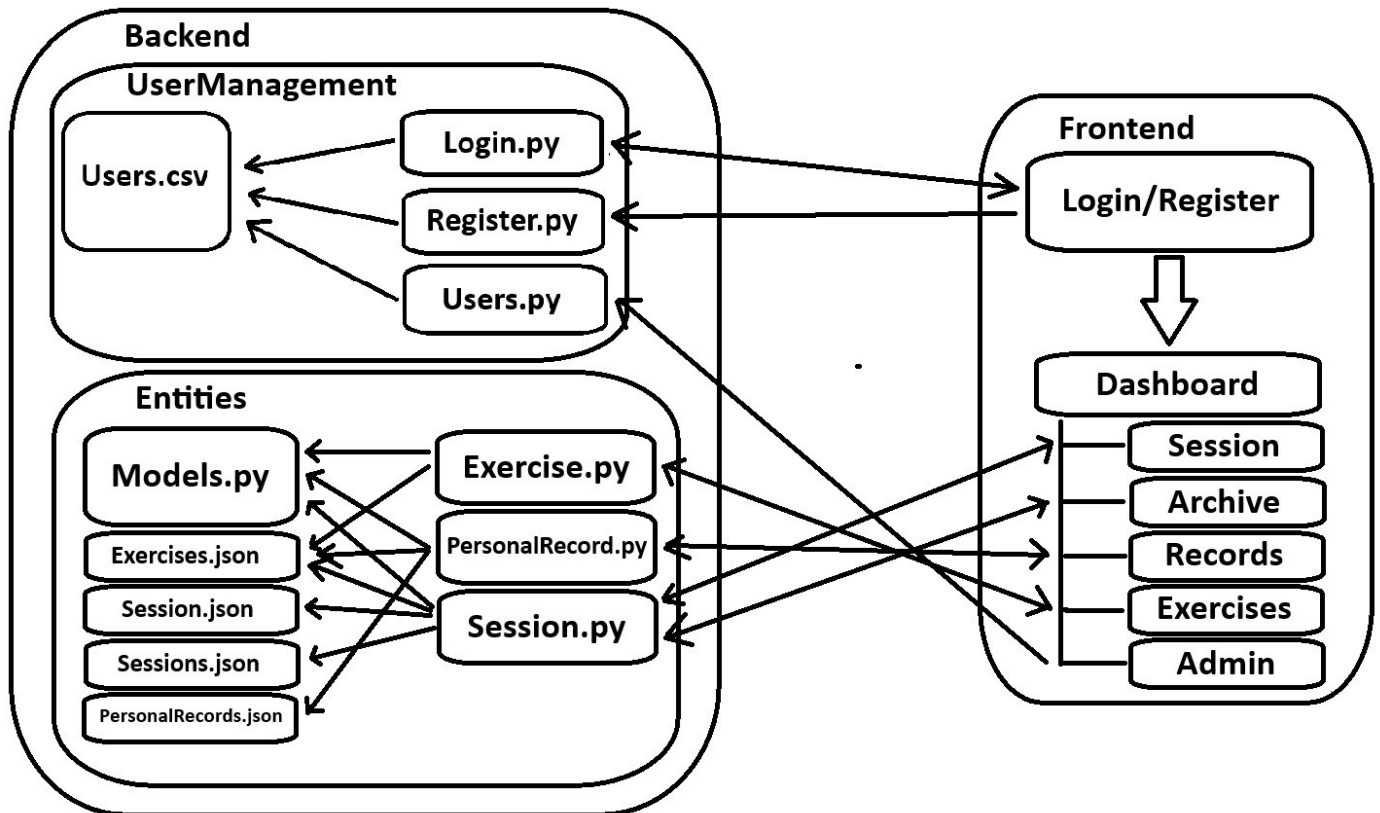 Backend
UserManagement
Users.csv
Login.py
Register.py
Users.py
Entities
Models.py
Exercises.json
Session.json
Sessions.json
PersonalRecords.json
Exercise.py
PersonalRecord.py
Session.py
Frontend
Login/Register
Dashboard
Session
Archive
Records
Exercises
Admin